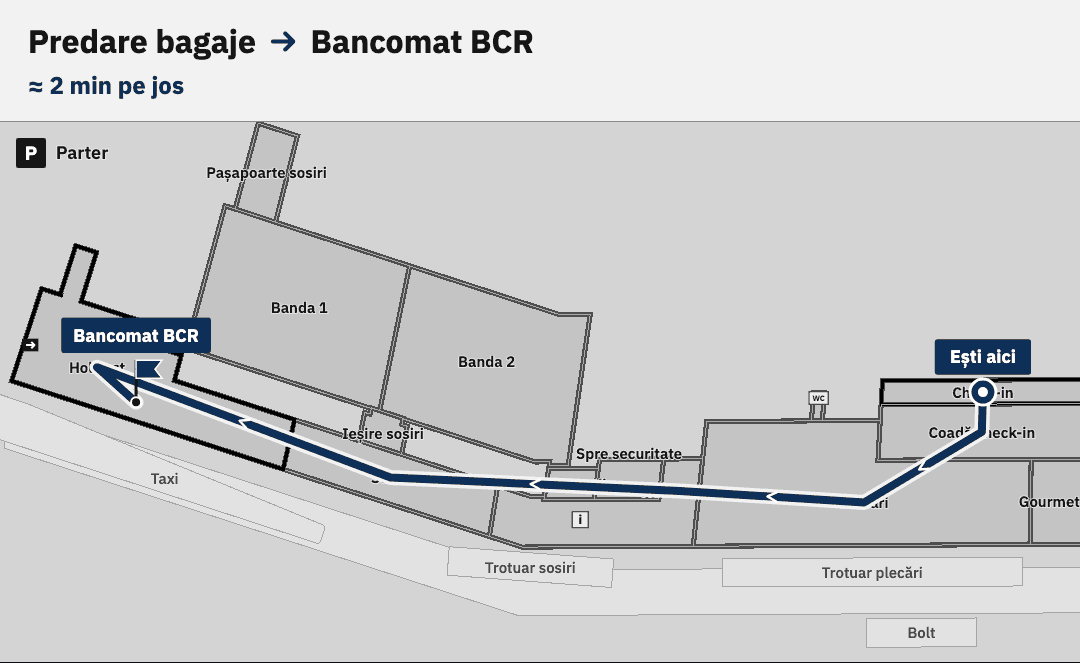 Predare bagaje → Bancomat BCR
≈ 2 min pe jos
P Parter
Pașapoarte sosiri
Banda 1
Bancomat BCR
Banda 2
Ești aici
wc
Ieșire sosiri
Spre securitate
i
Gourmet
Taxi
Trotuar sosiri
Trotuar plecări
Bolt